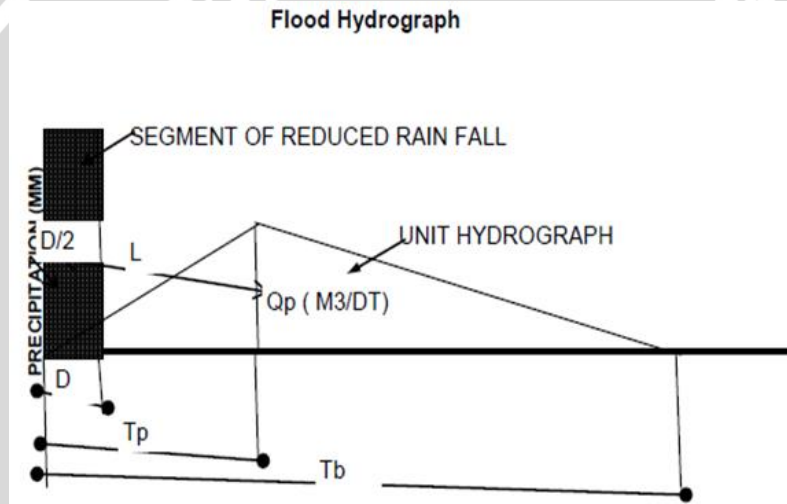 Flood Hydrograph
SEGMENT OF REDUCED RAIN FALL
PRECIPITATION (MM)
D/2
L
UNIT HYDROGRAPH
Qp ( M3/DT)
D
Tp
Tb